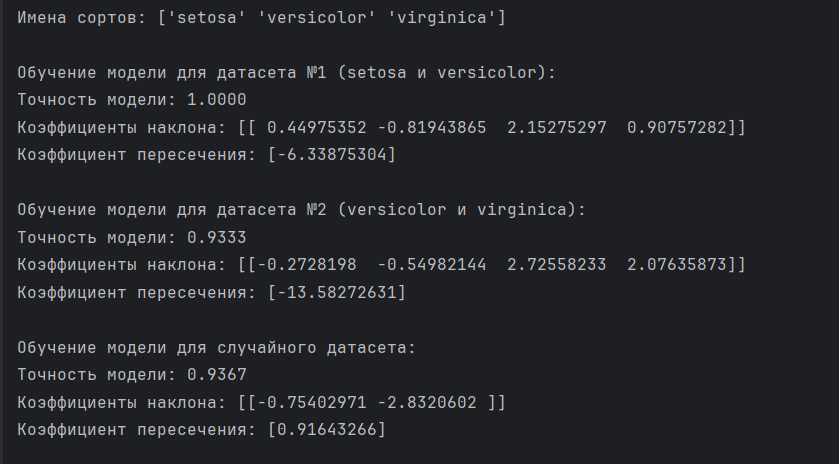 Имена сортов: ['setosa' 'versicolor' 'virginica']
Обучение модели для датасета №1 (setosa и versicolor):
Точность модели: 1.0000
Коэффициенты наклона: [[ 0.44975352 -0.81943865  2.15275297  0.90757282]]
Коэффициент пересечения: [-6.33875304]
Обучение модели для датасета №2 (versicolor и virginica):
Точность модели: 0.9333
Коэффициенты наклона: [[-0.2728198  -0.54982144  2.72558233  2.07635873]]
Коэффициент пересечения: [-13.58272631]
Обучение модели для случайного датасета:
Точность модели: 0.9367
Коэффициенты наклона: [[-0.75402971 -2.8320602 ]]
Коэффициент пересечения: [0.91643266]